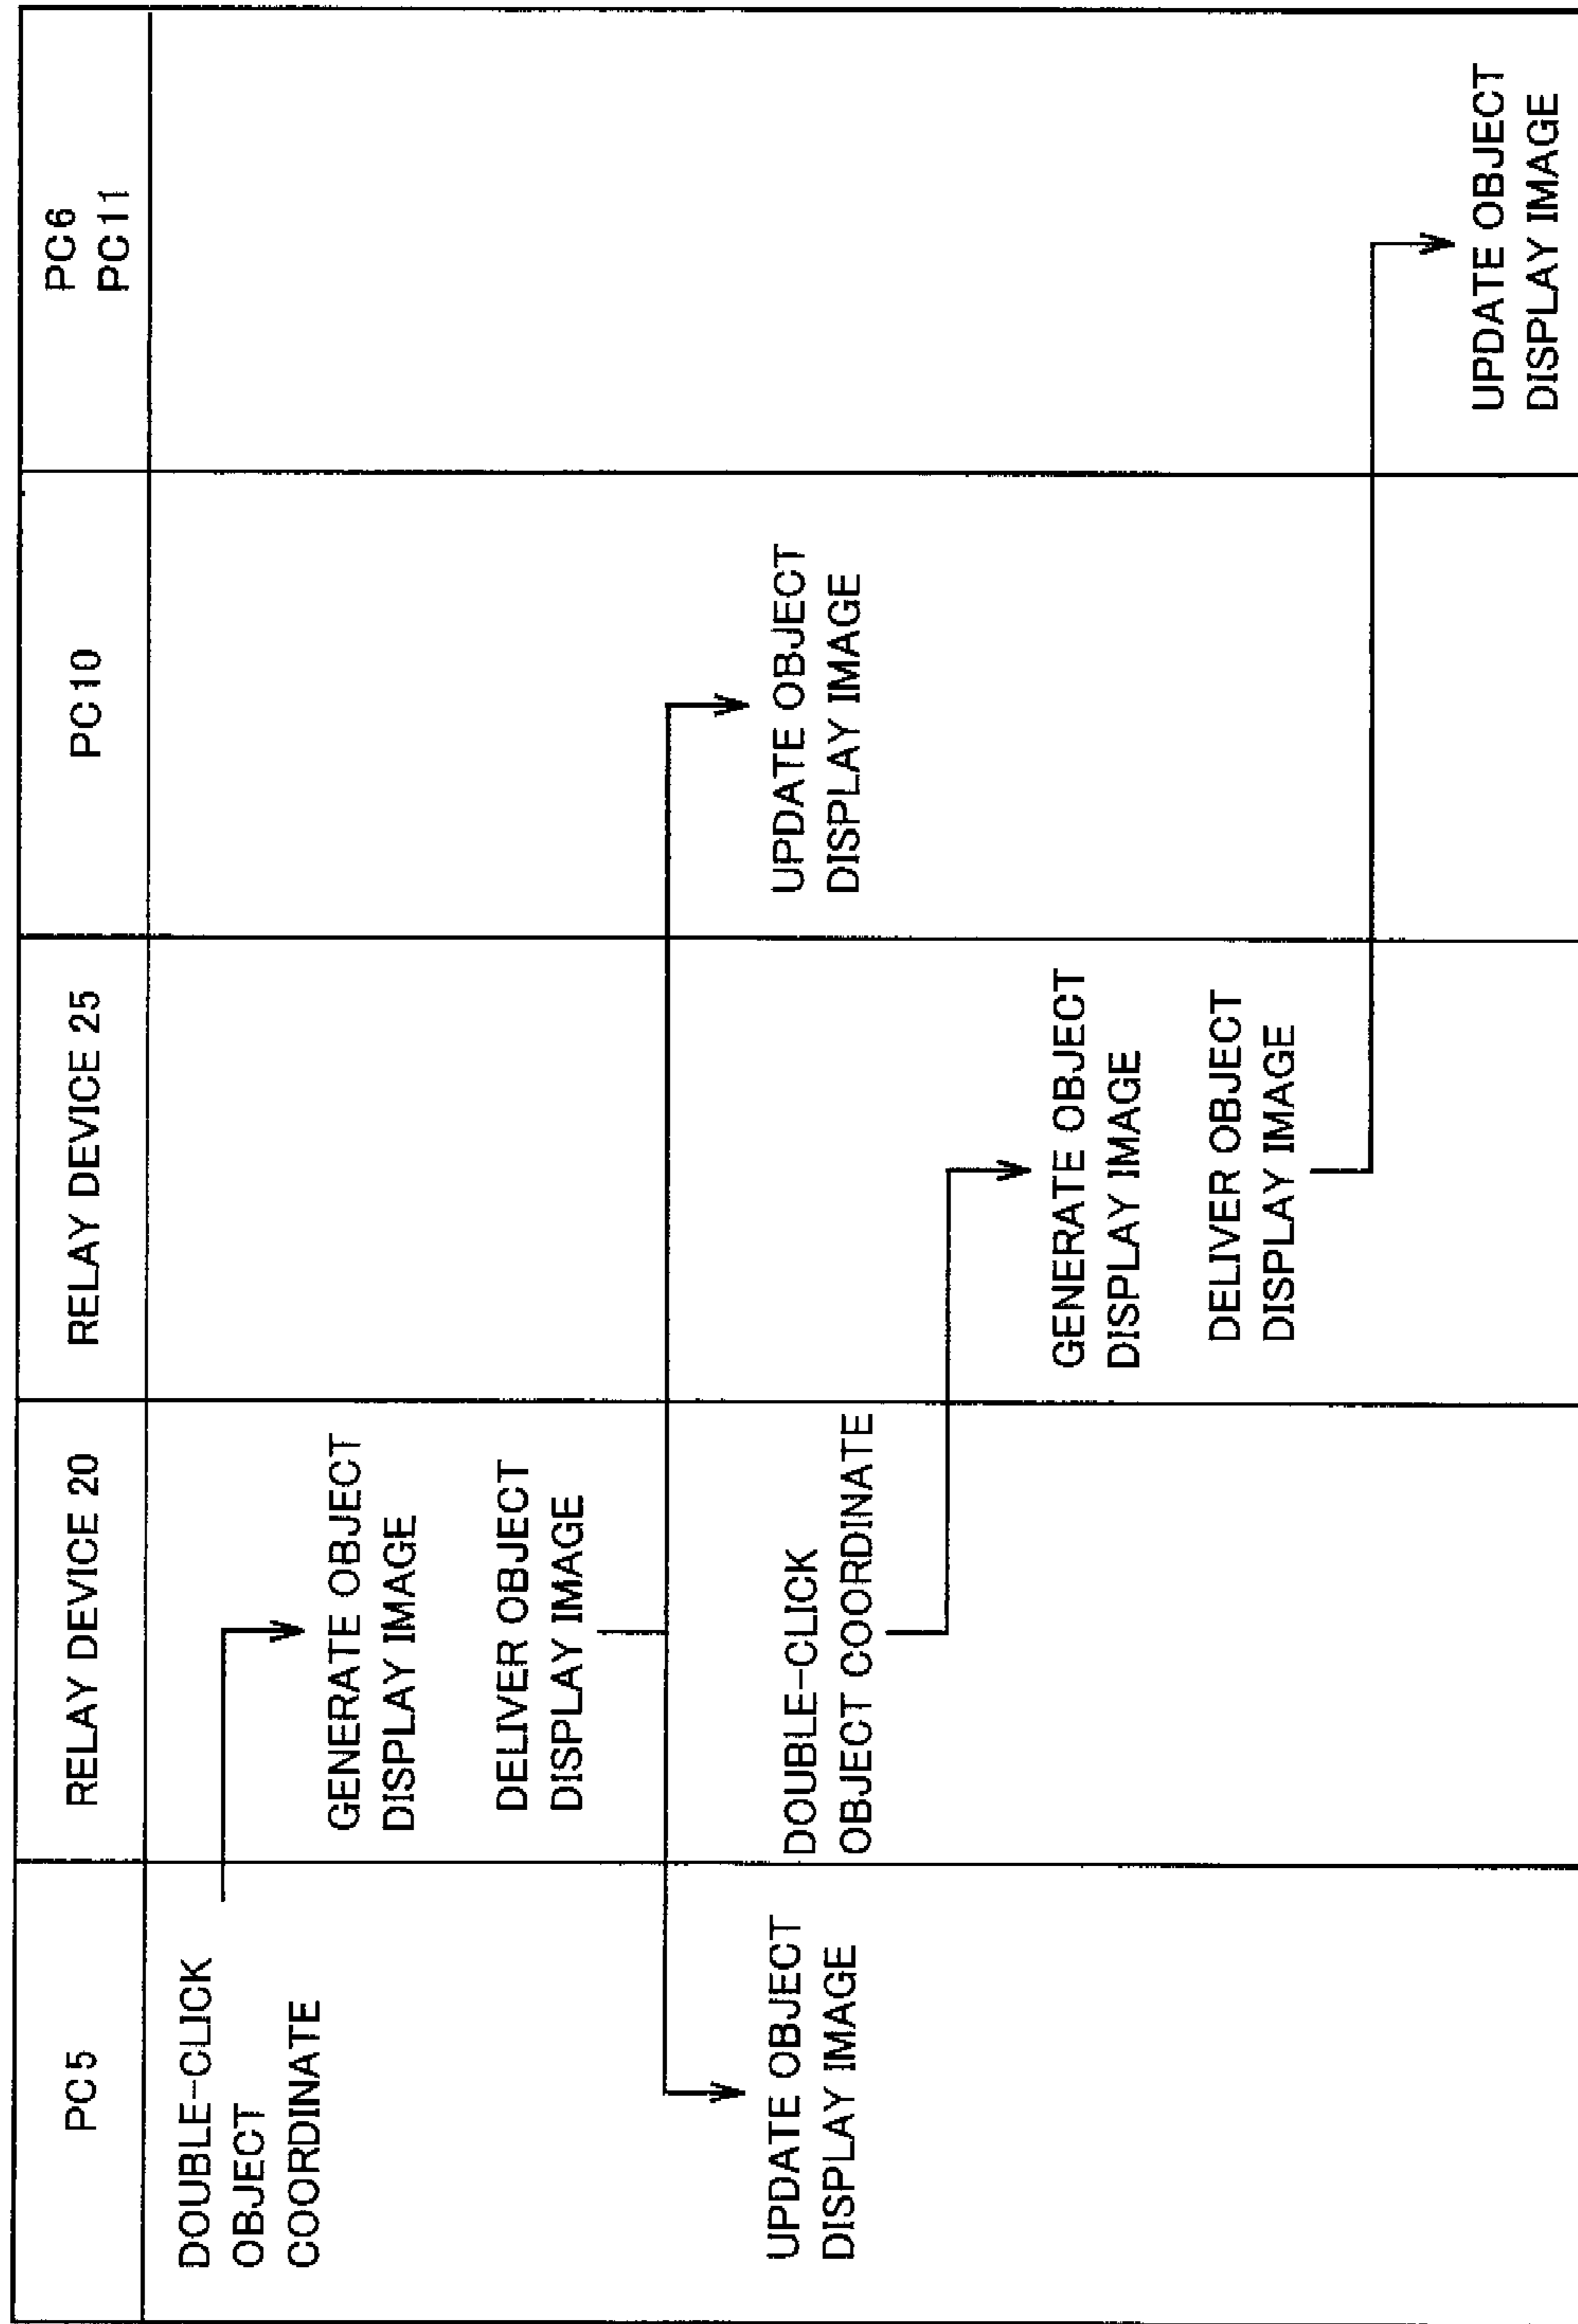 PC5
RELAY DEVICE 20
RELAY DEVICE 25
PC10
PC6
PC11
DOUBLE-CLICK
OBJECT
COORDINATE
GENERATE OBJECT
DISPLAY IMAGE
DELIVER OBJECT
DISPLAY IMAGE
UPDATE OBJECT
DISPLAY IMAGE
DOUBLE-CLICK
OBJECT COORDINATE
UPDATE OBJECT
DISPLAY IMAGE
GENERATE OBJECT
DISPLAY IMAGE
DELIVER OBJECT
DISPLAY IMAGE
UPDATE OBJECT
DISPLAY IMAGE